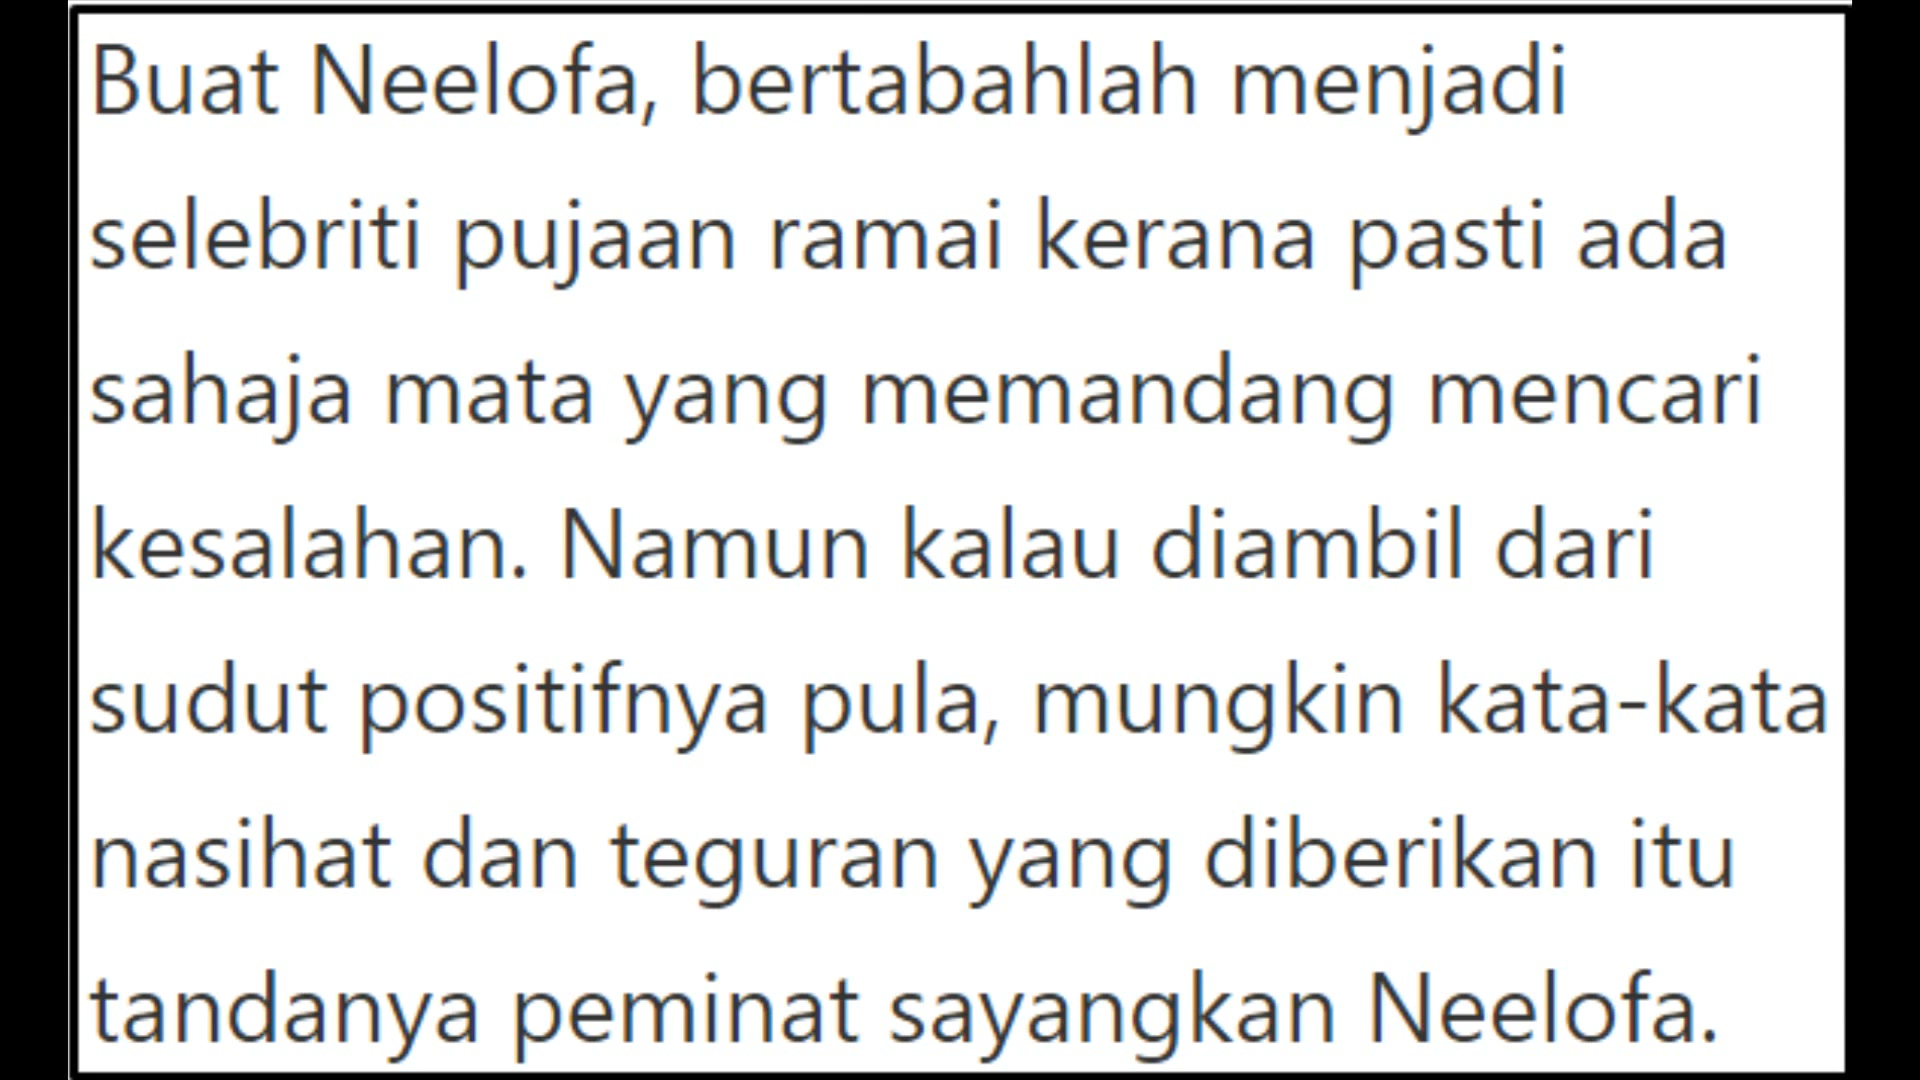 Buat Neelofa, bertabahlah menjadi
selebriti pujaan ramai kerana pasti ada
sahaja mata yang memandang mencari
kesalahan. Namun kalau diambil dari
sudut positifnya pula, mungkin kata-kata
nasihat dan teguran yang diberikan itu
tandanya peminat sayangkan Neelofa.